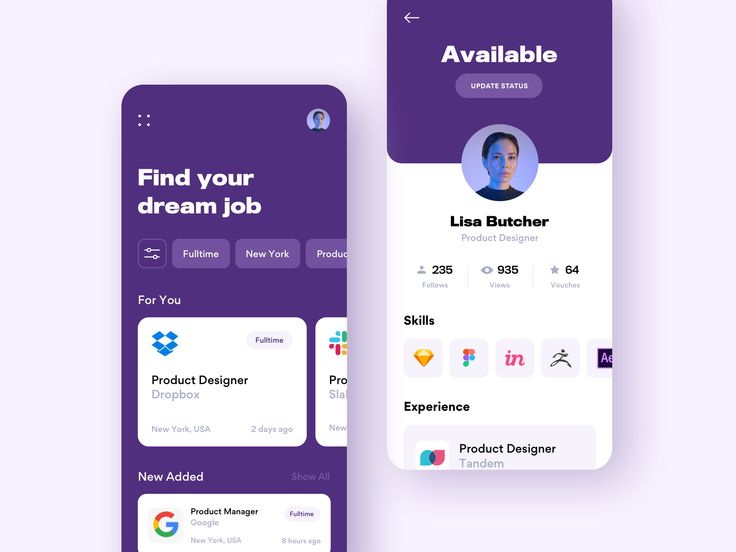 Find your
dream job
Fulltime
New York
Produc
For You
Fulltime
Product Designer
Dropbox
New York, USA
2 days ago
Pro
Sla
New
New Added
Show All
Product Manager
Google
Fulltime
New York, USA
8 hours ago
Available
UPDATE STATUS
Lisa Butcher
Product Designer
235
Follows
935
Views
64
Vouches
Skills
in
Ae
Experience
Product Designer
Tandem